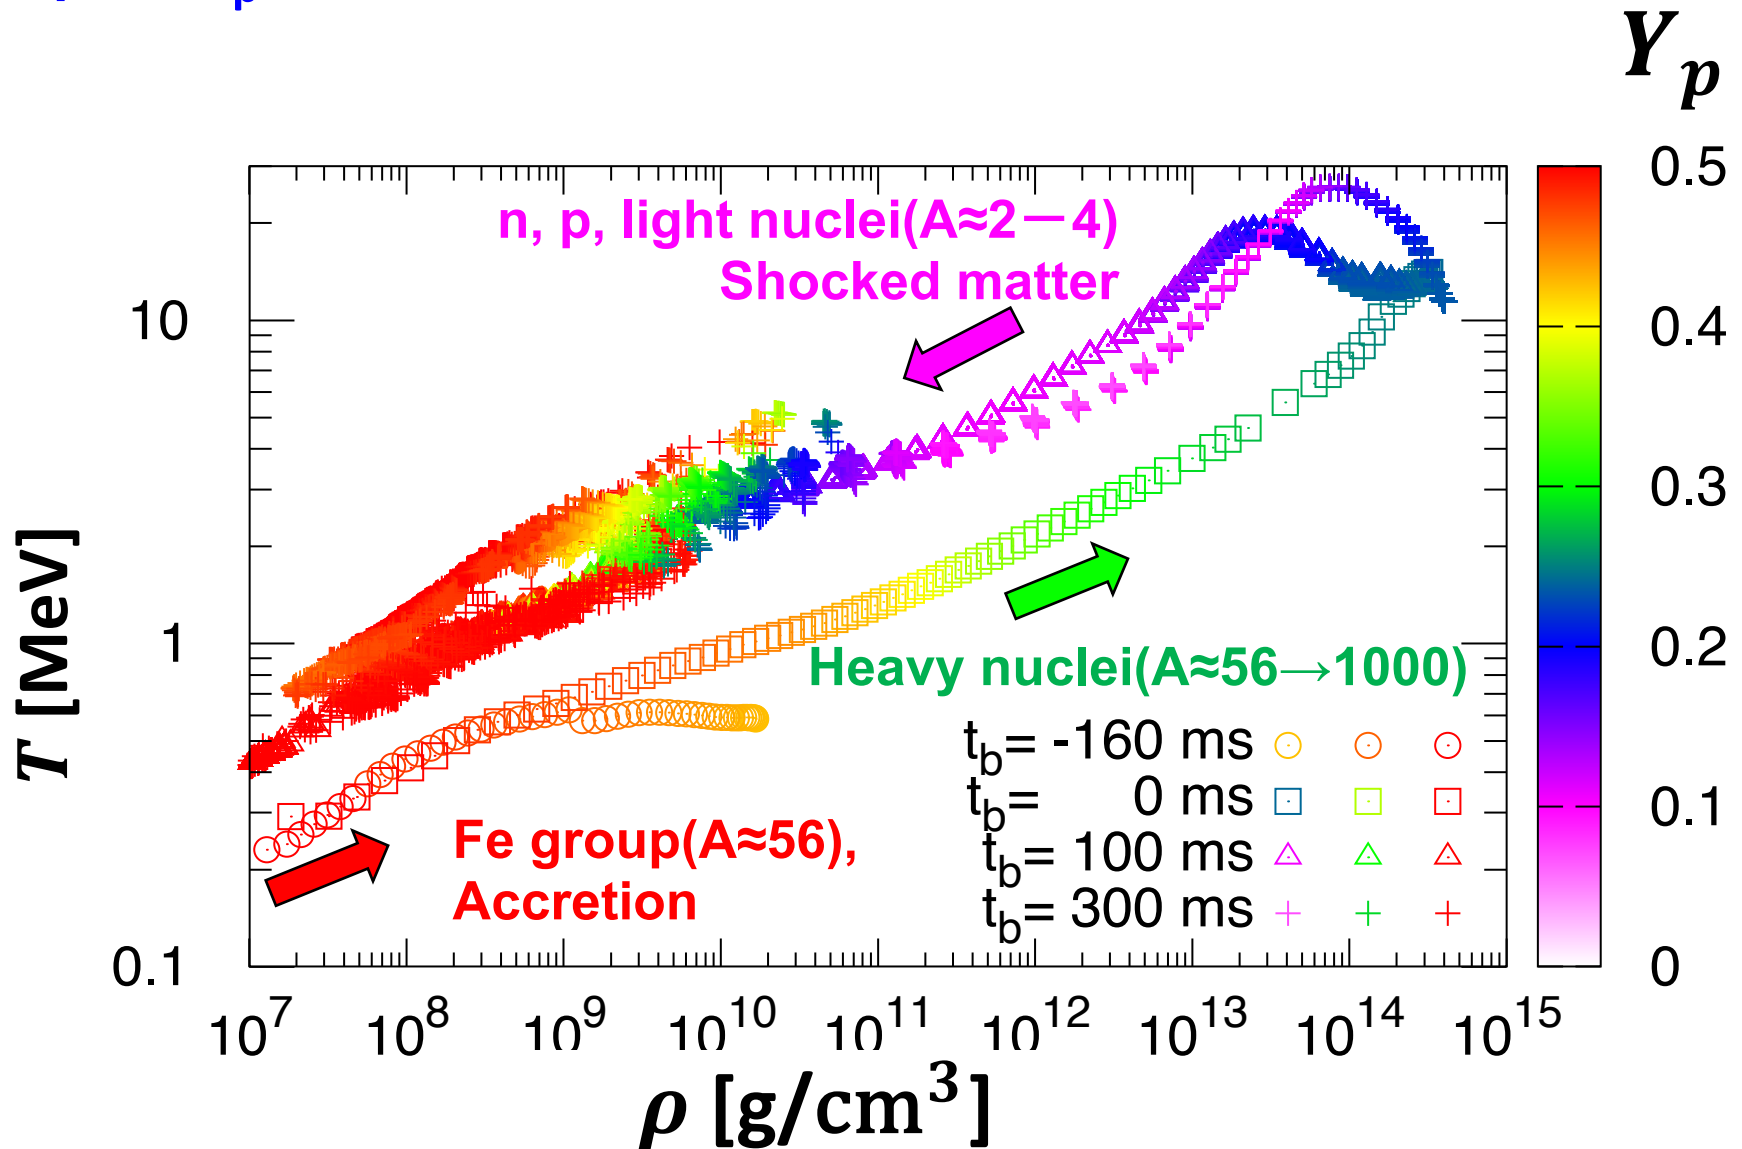 p
Y_p
n, p, light nuclei(A≈2−4)
Shocked matter
Heavy nuclei(A≈56→1000)
Fe group(A≈56),
Accretion
t_b= -160 ms
t_b= 0 ms
t_b= 100 ms
t_b= 300 ms
T [MeV]
10
1
0.1
10^7 10^8 10^9 10^10 10^11 10^12 10^13 10^14 10^15
ρ [g/cm^3]
0.5
0.4
0.3
0.2
0.1
0